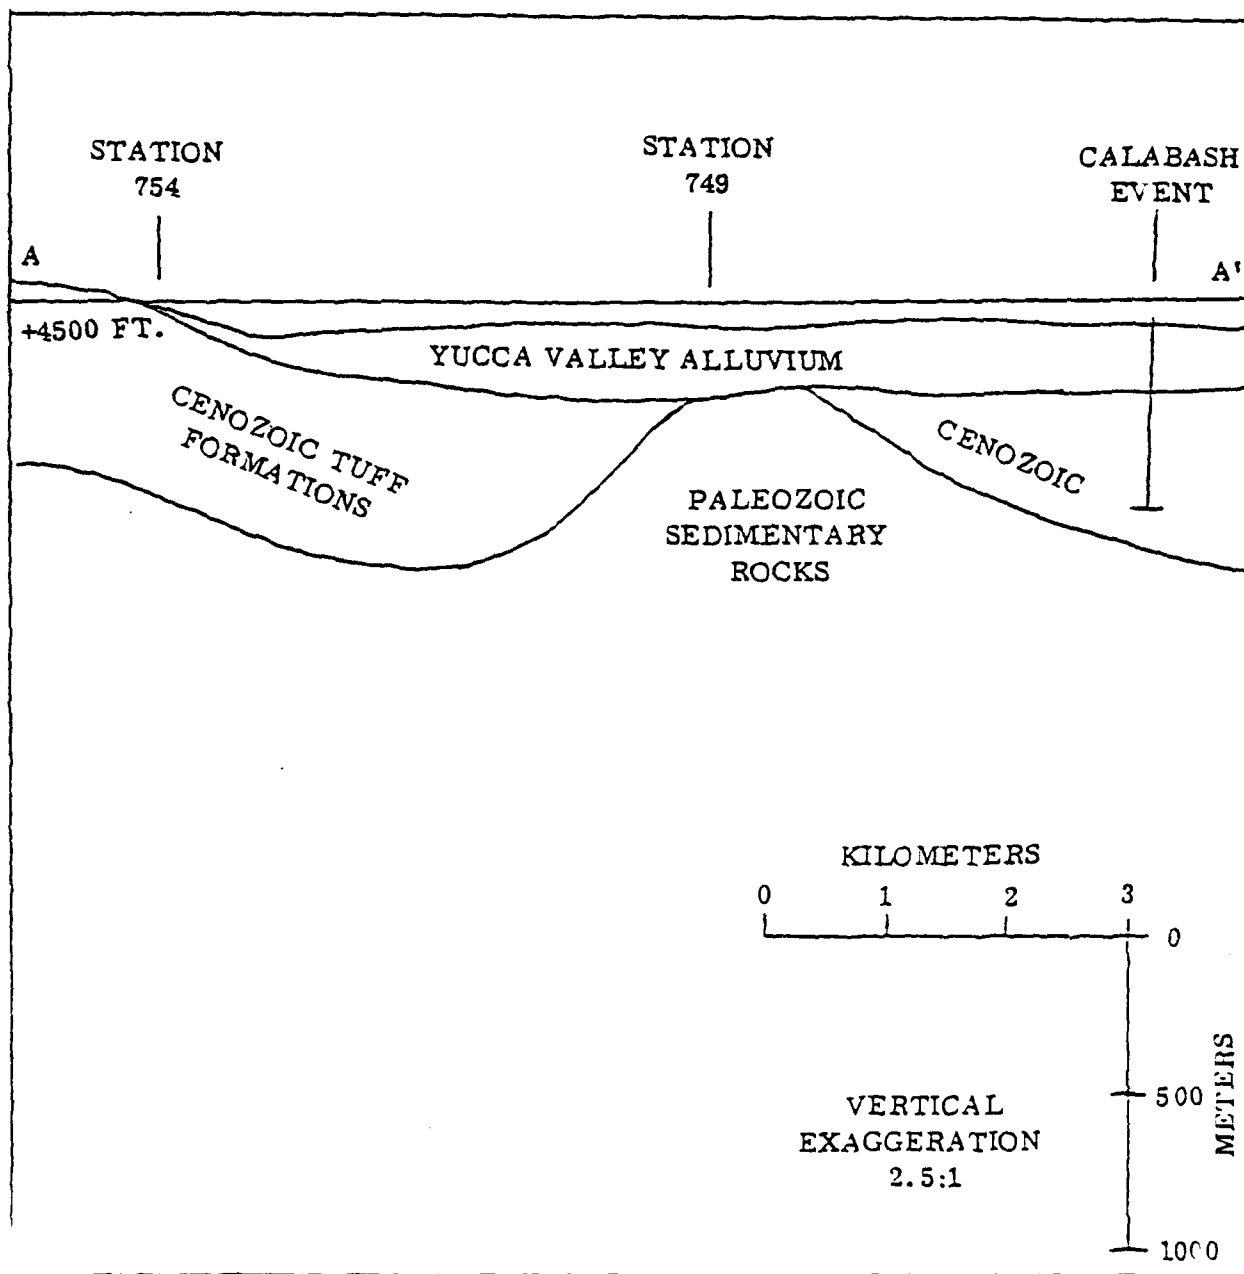 STATION
754
STATION
749
CALABASH
EVENT
A
A'
+4500 FT.
YUCCA VALLEY ALLUVIUM
CENOZOIC TUFF
FORMATIONS
CENOZOIC
PALEOZOIC
SEDIMENTARY
ROCKS
KILOMETERS
0 1 2 3
0
500
1000
METERS
VERTICAL
EXAGGERATION
2.5:1